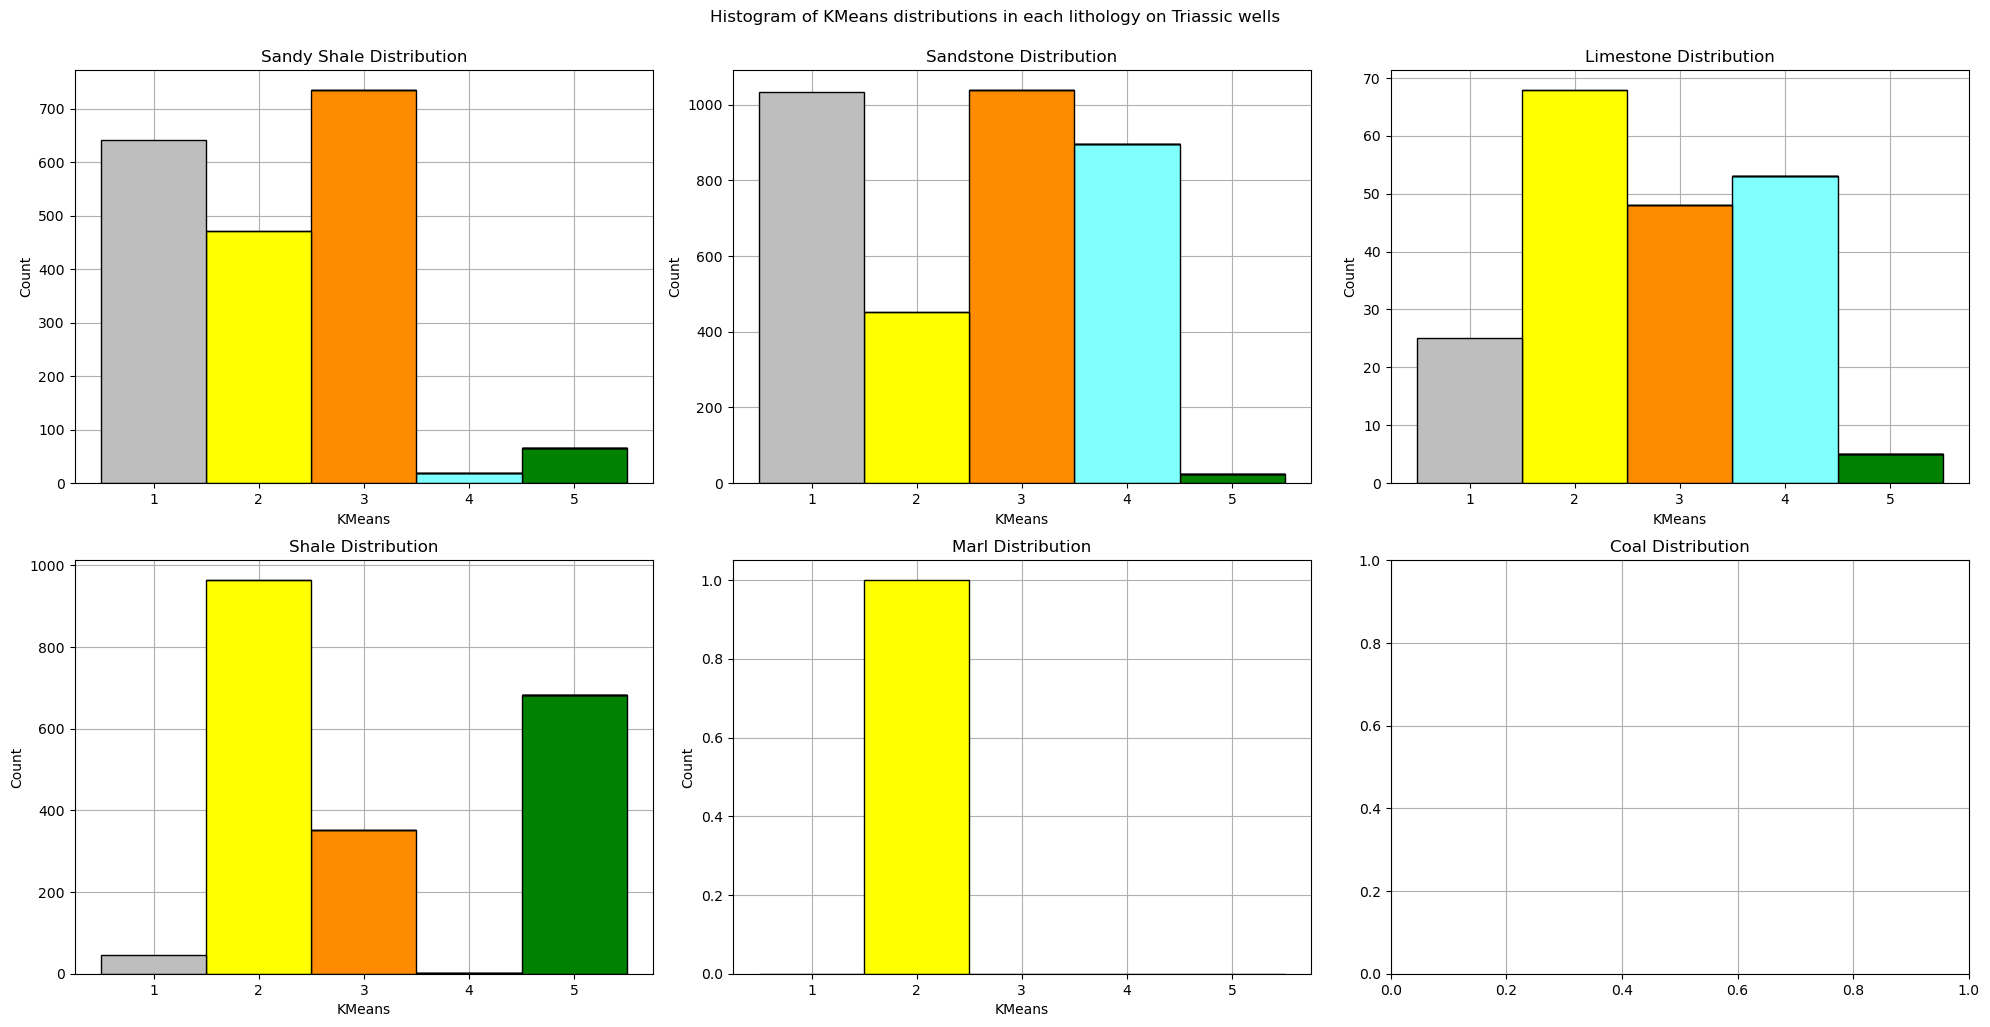 Histogram of KMeans distributions in each lithology on Triassic wells
Sandy Shale Distribution
700
600
500
400
300
200
100
0
Count
1 2 3 4 5
KMeans
Sandstone Distribution
1000
800
600
400
200
0
Count
1 2 3 4 5
KMeans
Limestone Distribution
70
60
50
40
30
20
10
0
Count
1 2 3 4 5
KMeans
Shale Distribution
1000
800
600
400
200
0
Count
1 2 3 4 5
KMeans
Marl Distribution
1.0
0.8
0.6
0.4
0.2
0.0
Count
1 2 3 4 5
KMeans
Coal Distribution
1.0
0.8
0.6
0.4
0.2
0.0
0.0 0.2 0.4 0.6 0.8 1.0